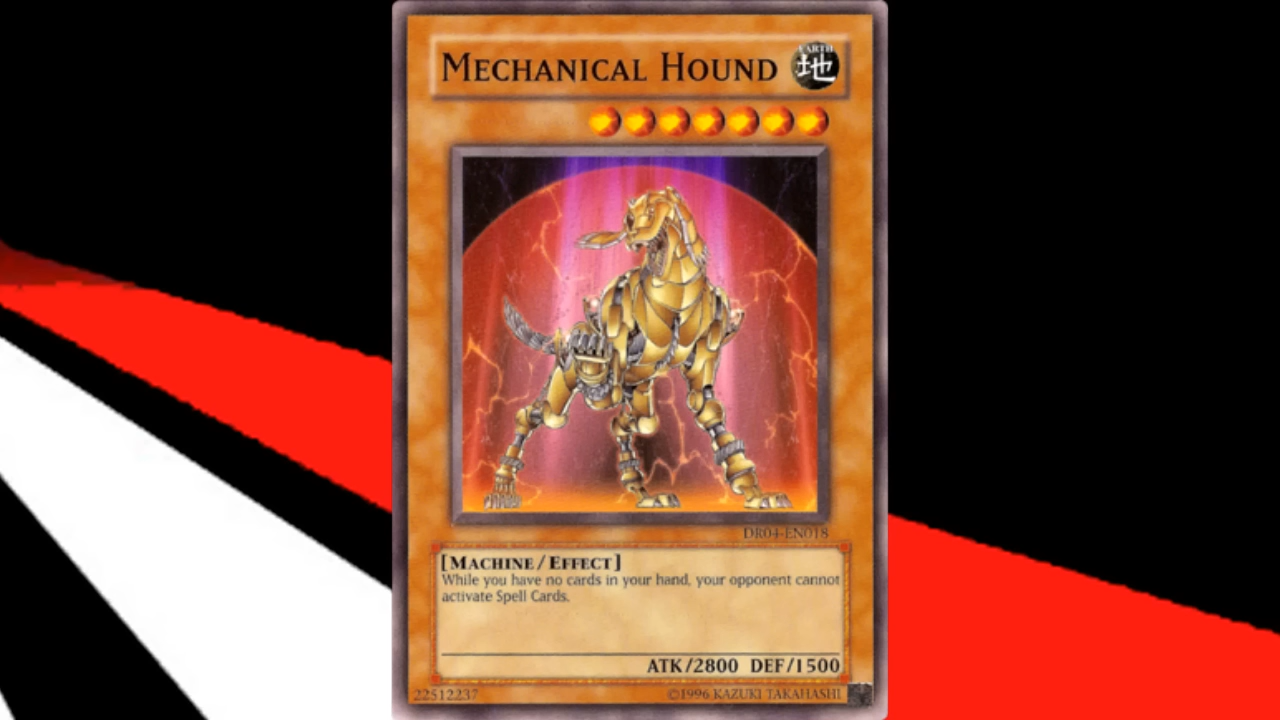 MECHANICAL HOUND
EARTH
地
DR04-EN018
[MACHINE/EFFECT]
While you have no cards in your hand, your opponent cannot
activate Spell Cards.
ATK/2800 DEF/1500
22512237
©1996 KAZUKI TAKAHASHI